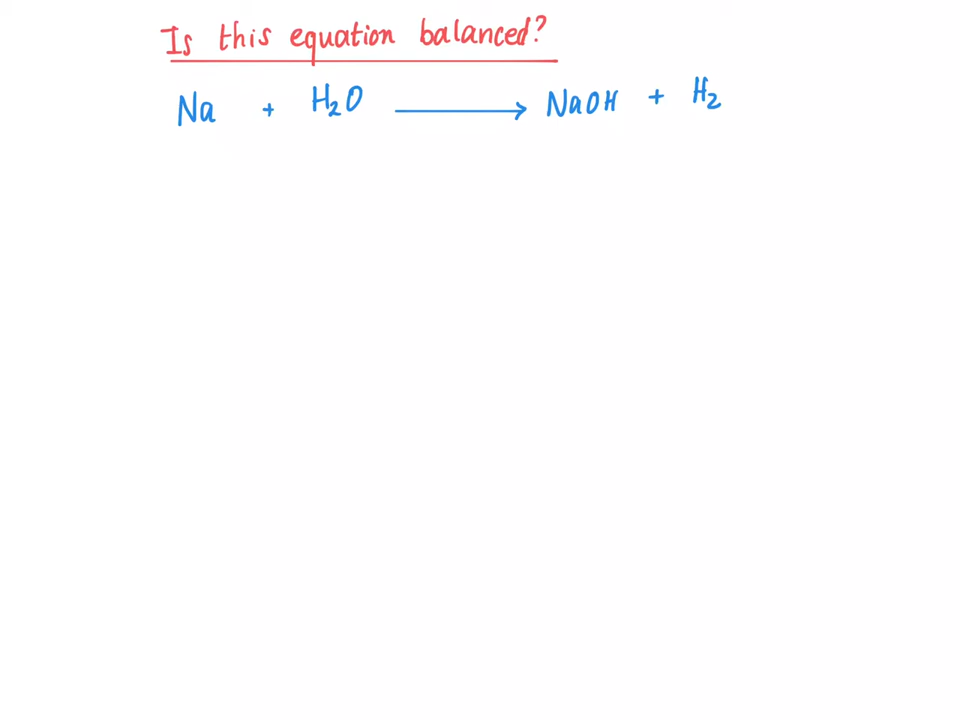 Is this equation balanced?
Na + H₂O ⟶ NaOH + H₂